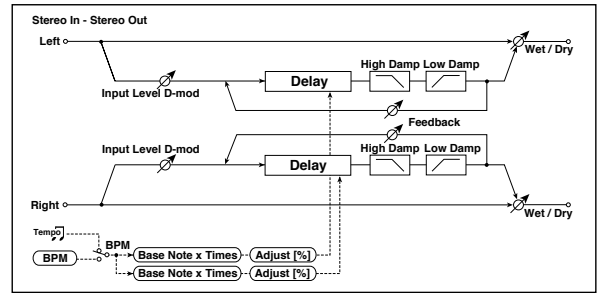 Stereo In - Stereo Out
Left
Wet / Dry
High Damp Low Damp
Delay
Input Level D-mod
Feedback
Input Level D-mod
High Damp Low Damp
Delay
Right
Wet / Dry
Tempo
BPM
BPM
Base Note x Times Adjust [%]
Base Note x Times Adjust [%]